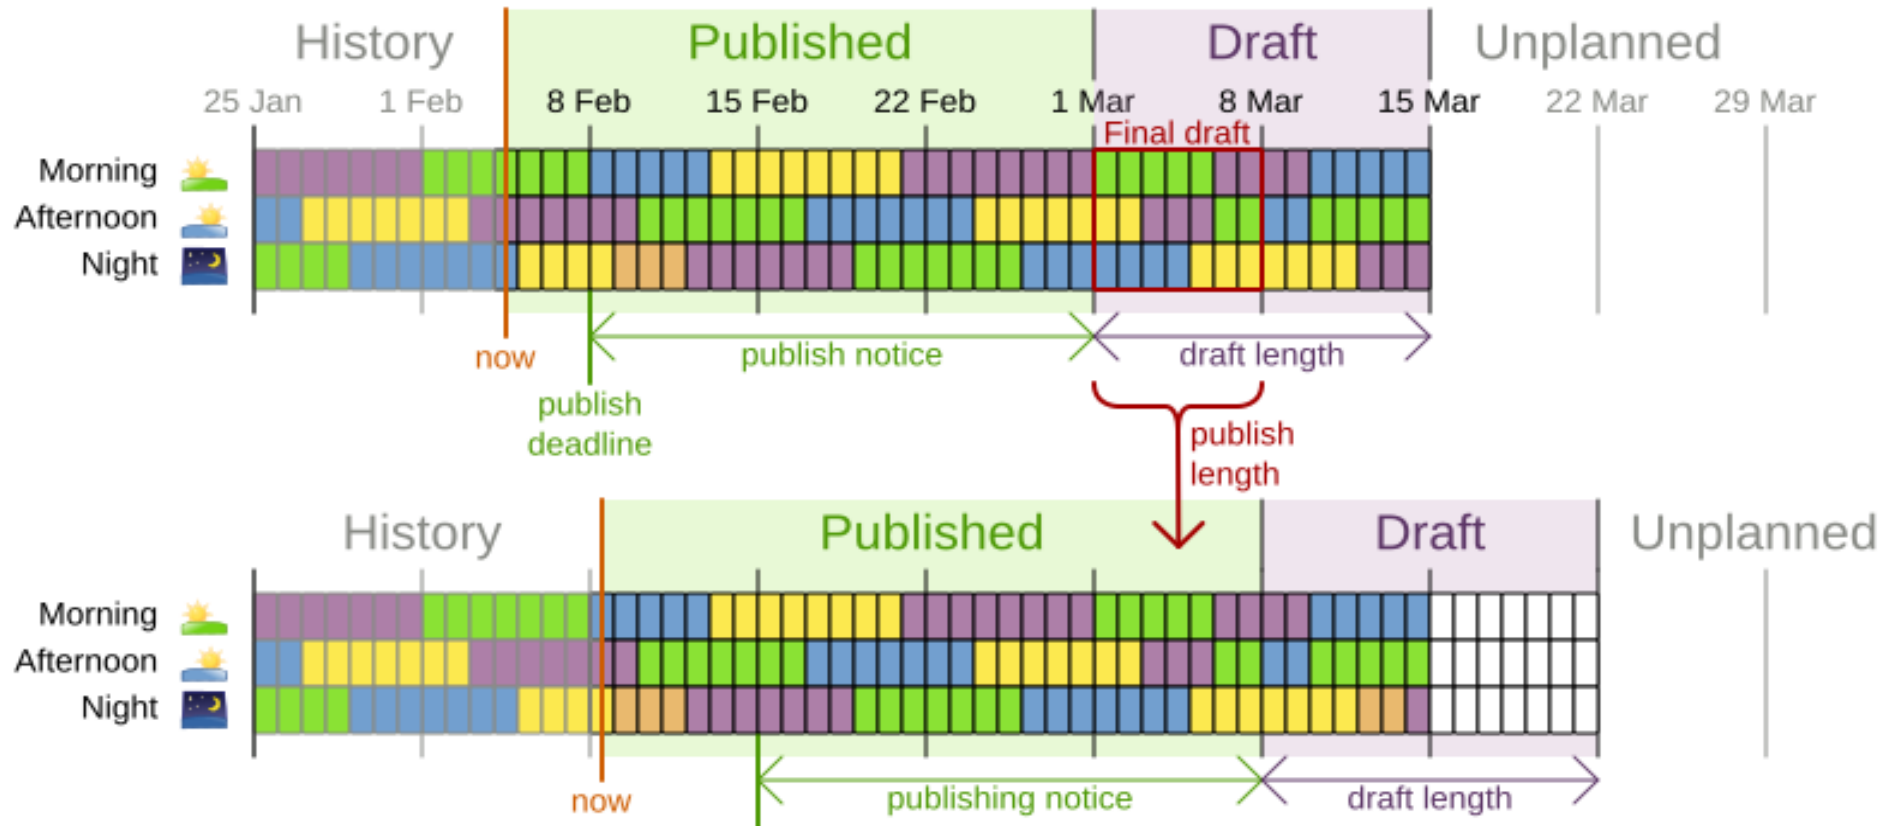 History Published Draft Unplanned
25 Jan 1 Feb 8 Feb 15 Feb 22 Feb 1 Mar 8 Mar 15 Mar 22 Mar 29 Mar
Final draft
Morning
Afternoon
Night
now publish notice draft length
publish
deadline
publish
length
History Published Draft Unplanned
Morning
Afternoon
Night
now publishing notice draft length